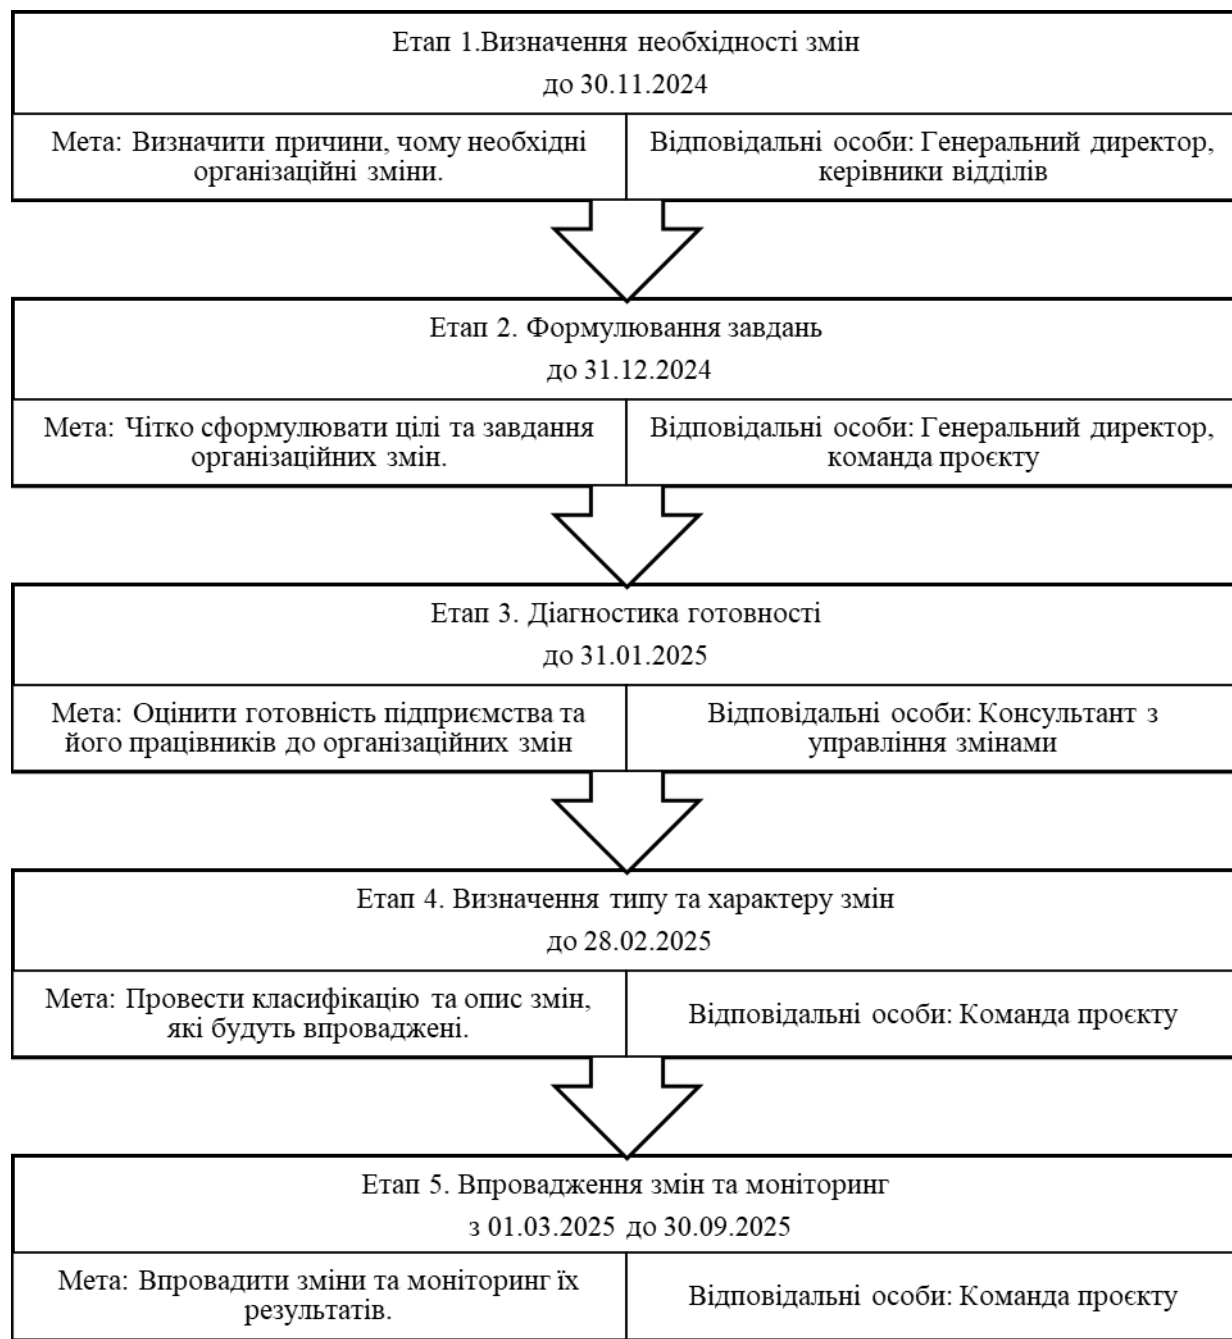 Етап 1.Визначення необхідності змін
до 30.11.2024
Мета: Визначити причини, чому необхідні
організаційні зміни.
Відповідальні особи: Генеральний директор,
керівники відділів
Етап 2. Формулювання завдань
до 31.12.2024
Мета: Чітко сформулювати цілі та завдання
організаційних змін.
Відповідальні особи: Генеральний директор,
команда проєкту
Етап 3. Діагностика готовності
до 31.01.2025
Мета: Оцінити готовність підприємства та
його працівників до організаційних змін
Відповідальні особи: Консультант з
управління змінами
Етап 4. Визначення типу та характеру змін
до 28.02.2025
Мета: Провести класифікацію та опис змін,
які будуть впроваджені.
Відповідальні особи: Команда проєкту
Етап 5. Впровадження змін та моніторинг
з 01.03.2025 до 30.09.2025
Мета: Впровадити зміни та моніторинг їх
результатів.
Відповідальні особи: Команда проєкту